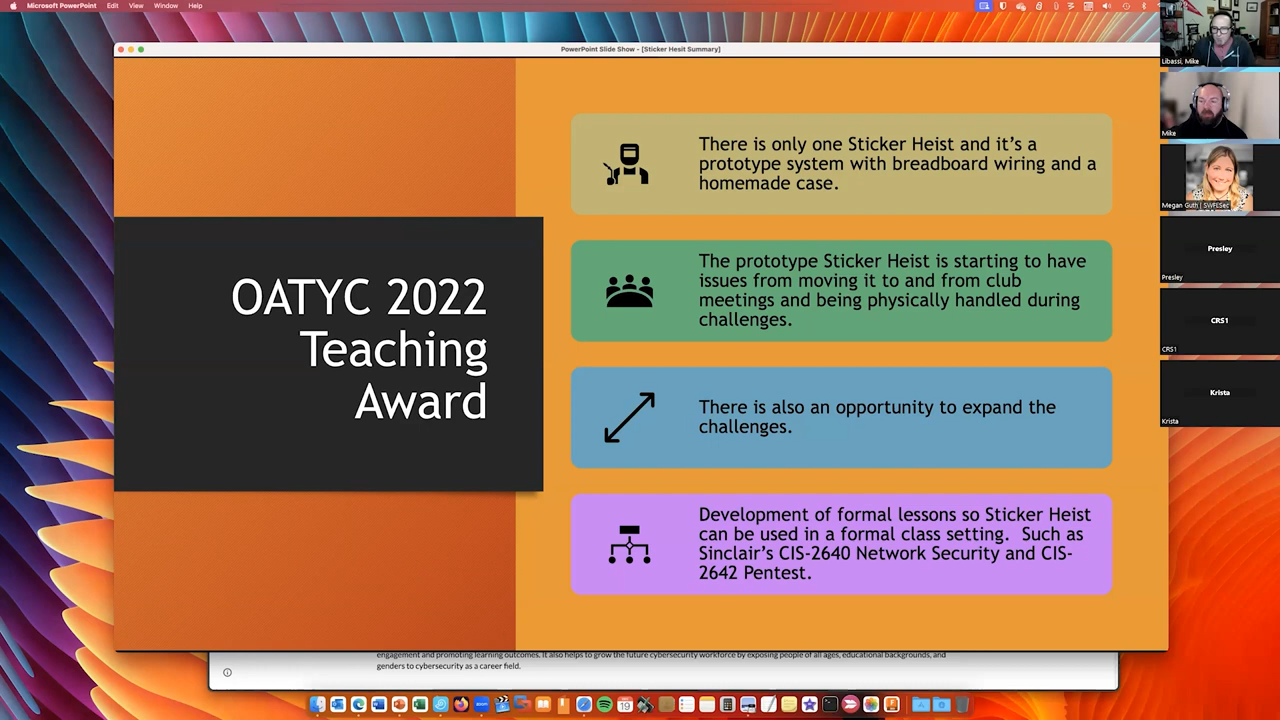 Microsoft PowerPoint Edit View Window Help
PowerPoint Slide Show - [Sticker Hesit Summary]
OATYC 2022
Teaching
Award
There is only one Sticker Heist and it's a
prototype system with breadboard wiring and a
homemade case.
The prototype Sticker Heist is starting to have
issues from moving it to and from club
meetings and being physically handled during
challenges.
There is also an opportunity to expand the
challenges.
Development of formal lessons so Sticker Heist
can be used in a formal class setting.  Such as
Sinclair's CIS-2640 Network Security and CIS-
2642 Pentest.
engagement and promoting learning outcomes. It also helps to grow the future cybersecurity workforce by exposing people of all ages, educational backgrounds, and
genders to cybersecurity as a career field.
Libassi, Mike
Mike
Megan Guth | SWFLSec
Presley
Presley
CRS1
CRS1
Krista
Krista
19